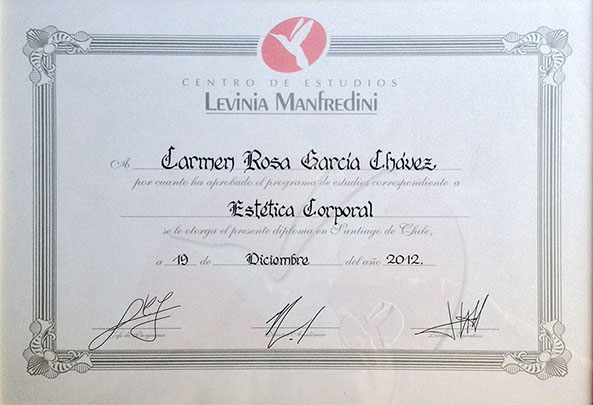 CENTRO DE ESTUDIOS
LEVINIA MANFREDINI
A Carmen Rosa García Chávez
por cuanto ha aprobado el programa de estudios correspondiente a
Estética Corporal
se le otorga el presente diploma en Santiago de Chile,
a 19 de Diciembre del año 2012.